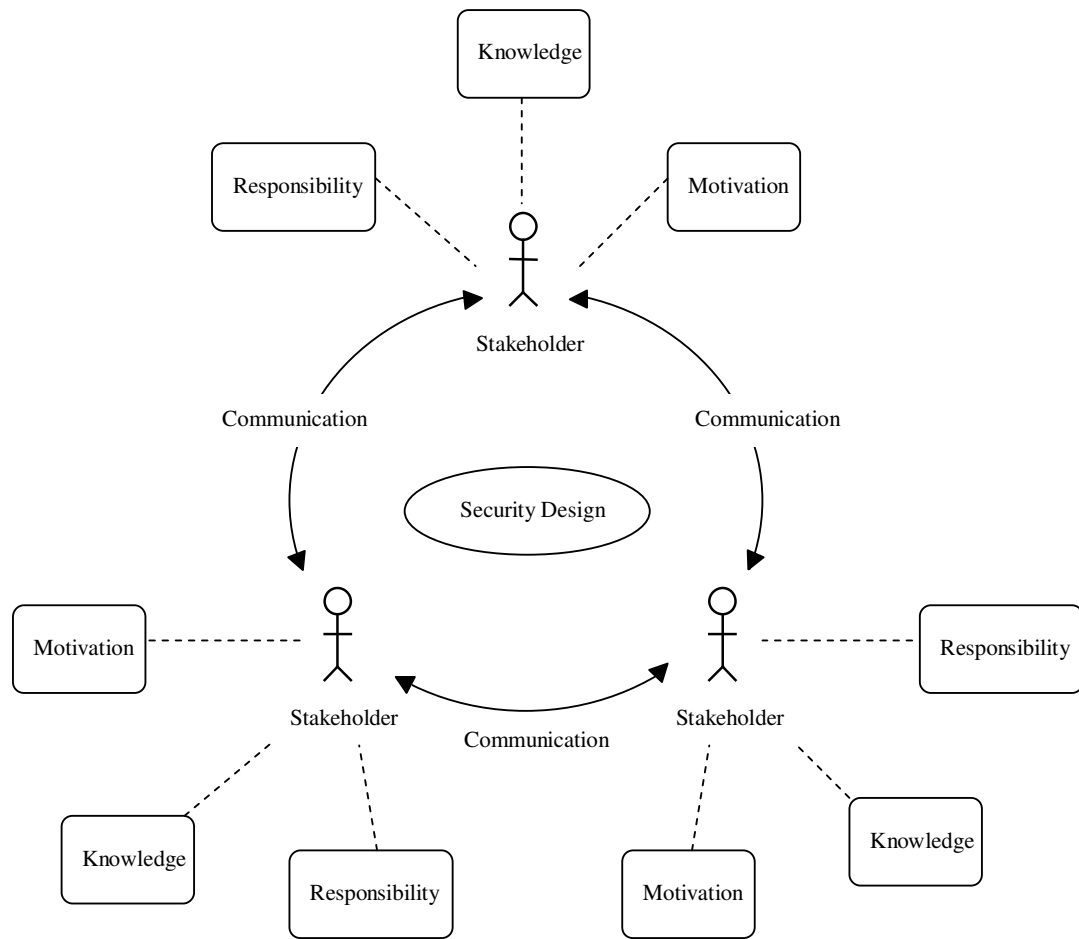 Knowledge
Responsibility
Motivation
Stakeholder
Communication
Communication
Security Design
Motivation
Responsibility
Stakeholder
Stakeholder
Communication
Knowledge
Responsibility
Motivation
Knowledge